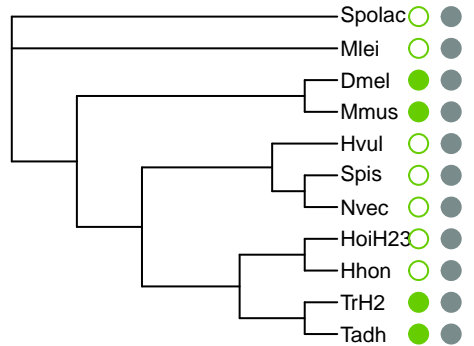 Spolac
Mlei
Dmel
Mmus
Hvul
Spis
Nvec
HoiH23
Hhon
TrH2
Tadh